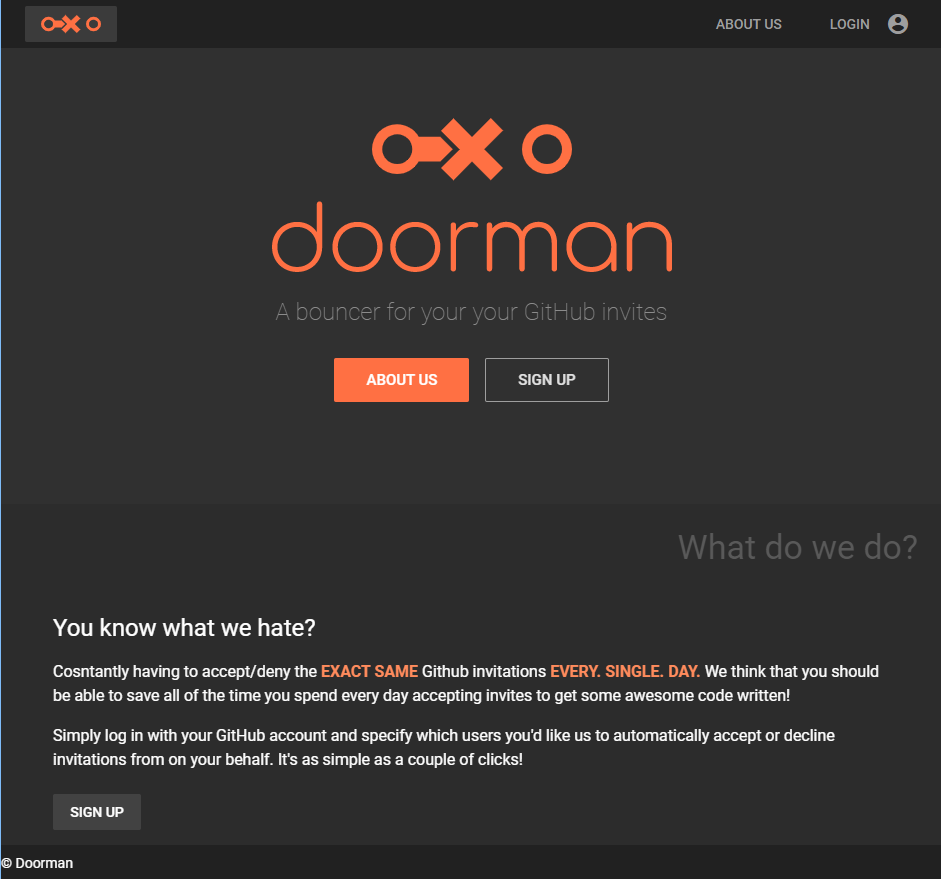 ABOUT US
LOGIN
doorman
A bouncer for your your GitHub invites
ABOUT US
SIGN UP
What do we do?
You know what we hate?
Cosntantly having to accept/deny the EXACT SAME Github invitations EVERY. SINGLE. DAY. We think that you should
be able to save all of the time you spend every day accepting invites to get some awesome code written!
Simply log in with your GitHub account and specify which users you'd like us to automatically accept or decline
invitations from on your behalf. It's as simple as a couple of clicks!
SIGN UP
© Doorman